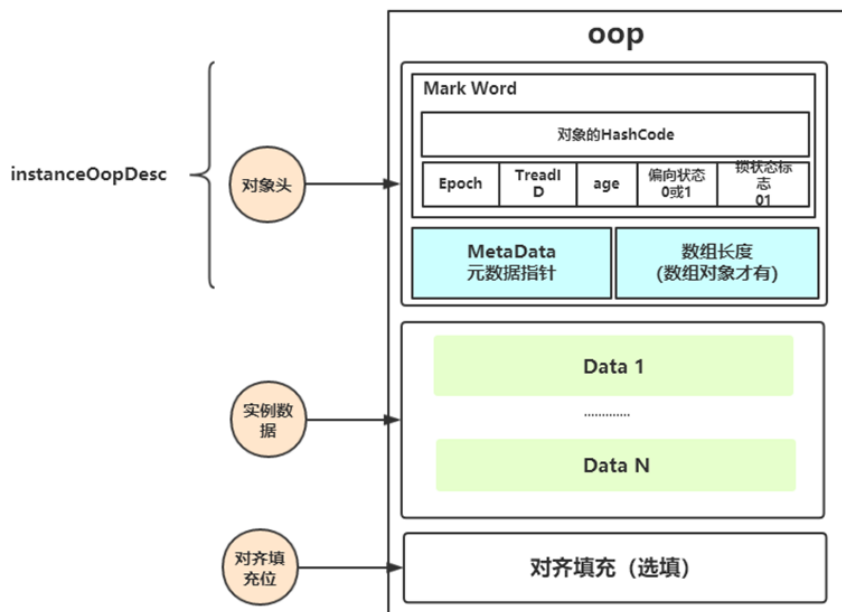 oop
Mark Word
对象的HashCode
Epoch
TreadI
D
age
偏向状态
0或1
锁状态标
志
01
instanceOopDesc
对象头
MetaData
元数据指针
数组长度
(数组对象才有)
Data 1
.............
实例数
据
Data N
对齐填
充位
对齐填充（选填）